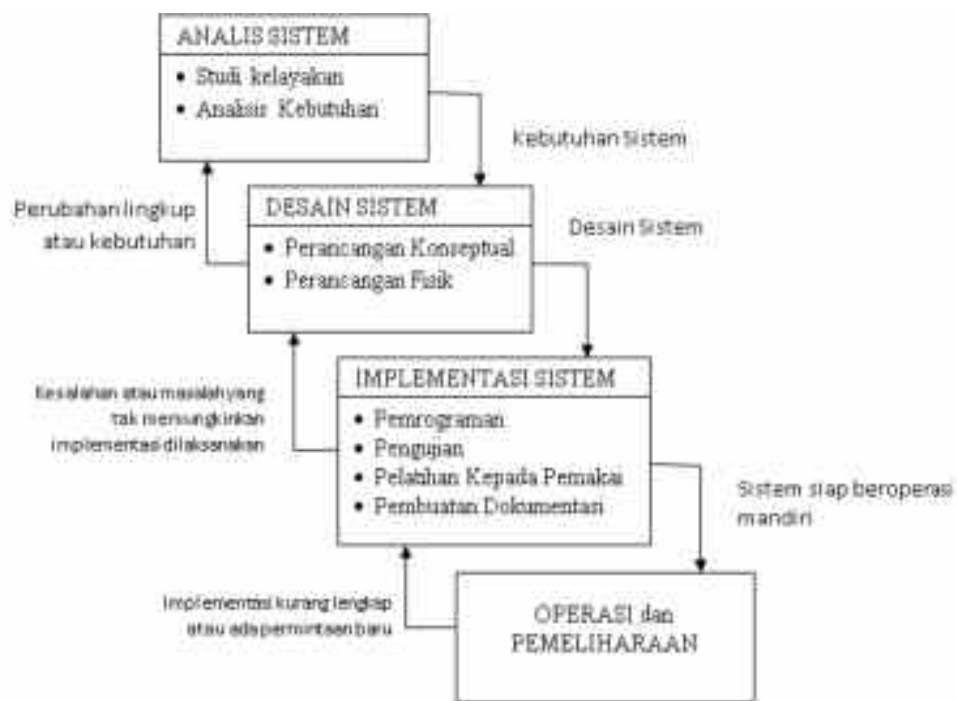 ANALIS SISTEM
• Studi kelayakan
• Analisis Kebutuhan
Kebutuhan Sistem
Perubahan lingkup
atau kebutuhan
DESAIN SISTEM
• Perancangan Konseptual
• Perancangan Fisik
Desain Sistem
Kesalahan atau masalah yang
tak memungkinkan
implementasi dilaksanakan
IMPLEMENTASI SISTEM
• Pemrograman
• Pengujian
• Pelatihan Kepada Pemakai
• Pembuatan Dokumentasi
Sistem siap beroperasi
mandiri
Implementasi kurang lengkap
atau ada permintaan baru
OPERASI dan
PEMELIHARAAN